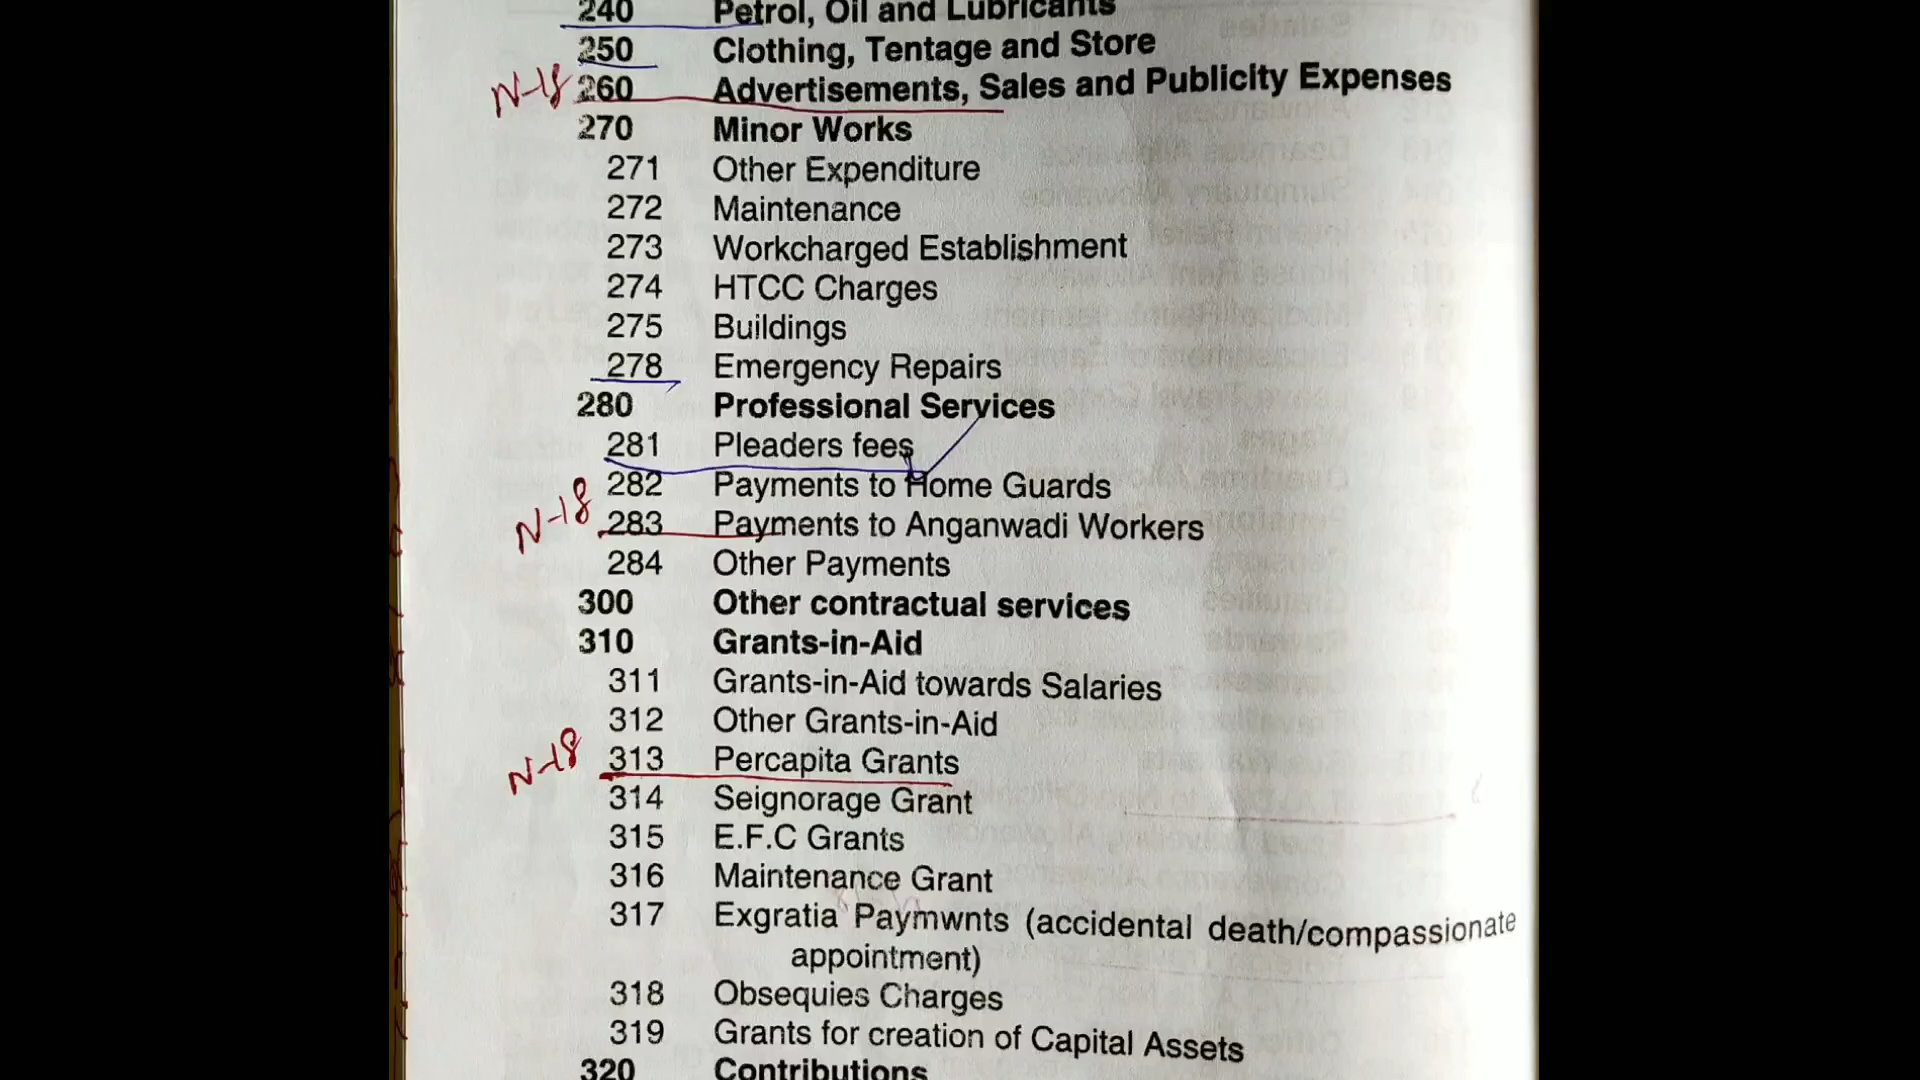 240 Petrol, Oil and Lubricants
250 Clothing, Tentage and Store
N-18 260 Advertisements, Sales and Publicity Expenses
270 Minor Works
271 Other Expenditure
272 Maintenance
273 Workcharged Establishment
274 HTCC Charges
275 Buildings
278 Emergency Repairs
280 Professional Services
281 Pleaders fees
282 Payments to Home Guards
N-18 283 Payments to Anganwadi Workers
284 Other Payments
300 Other contractual services
310 Grants-in-Aid
311 Grants-in-Aid towards Salaries
312 Other Grants-in-Aid
N-18 313 Percapita Grants
314 Seignorage Grant
315 E.F.C Grants
316 Maintenance Grant
317 Exgratia Paymwnts (accidental death/compassionate
appointment)
318 Obsequies Charges
319 Grants for creation of Capital Assets
320 Contributions